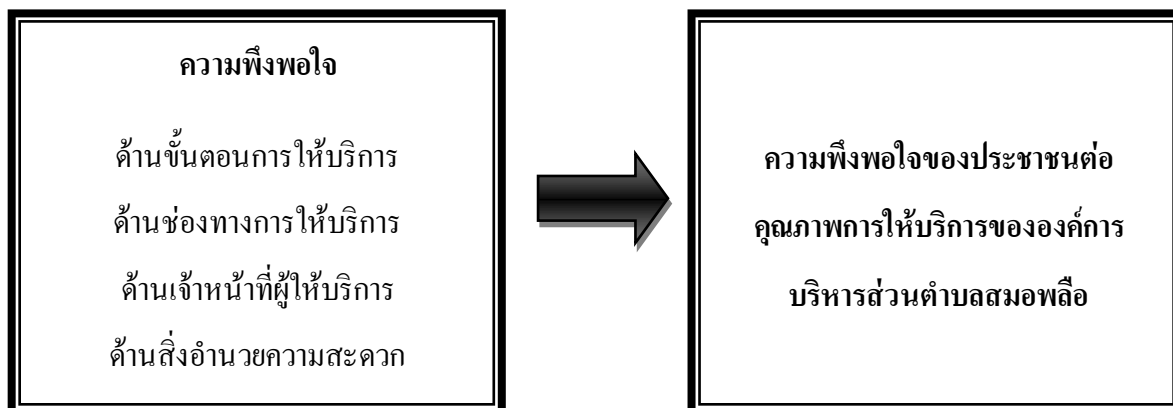 ความพึงพอใจ
ด้านขั้นตอนการให้บริการ
ด้านช่องทางการให้บริการ
ด้านเจ้าหน้าที่ผู้ให้บริการ
ด้านสิ่งอำนวยความสะดวก
ความพึงพอใจของประชาชนต่อ
คุณภาพการให้บริการขององค์การ
บริหารส่วนตำบลสมอพลือ